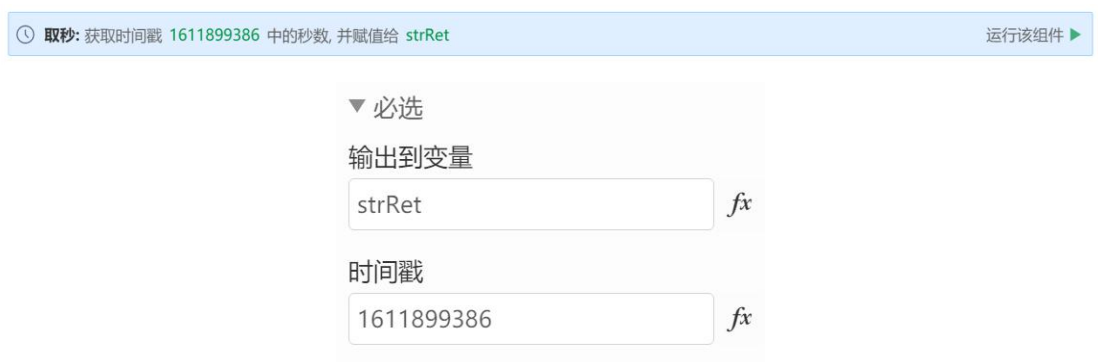 取秒: 获取时间戳 1611899386 中的秒数, 并赋值给 strRet 运行该组件
必选
输出到变量
strRet fx
时间戳
1611899386 fx